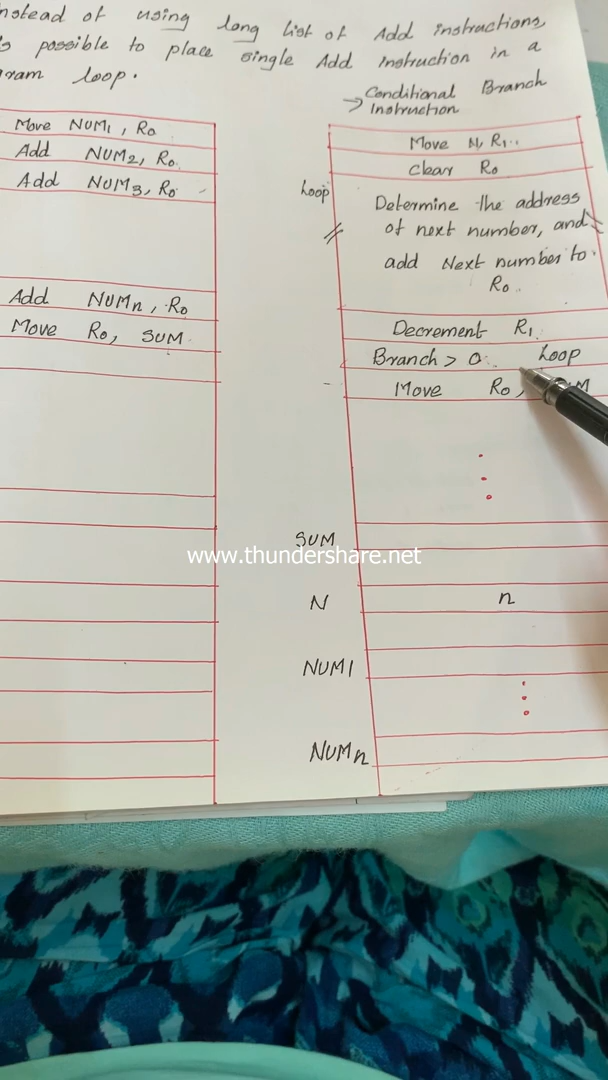 nstead of using long list of Add instructions,
s possible to place single Add Instruction in a
ram loop.
→ Conditional Branch
Instruction
Move NUM1, R0
Add NUM2, R0
Add NUM3, R0
Add NUMn, R0
Move R0, SUM
Move N, R1
Clear R0
Loop
Determine the address
of next number, and
add Next number to
R0
Decrement R1
Branch > 0 Loop
Move R0,
SUM
www.thundershare.net
N n
NUM1
NUMn